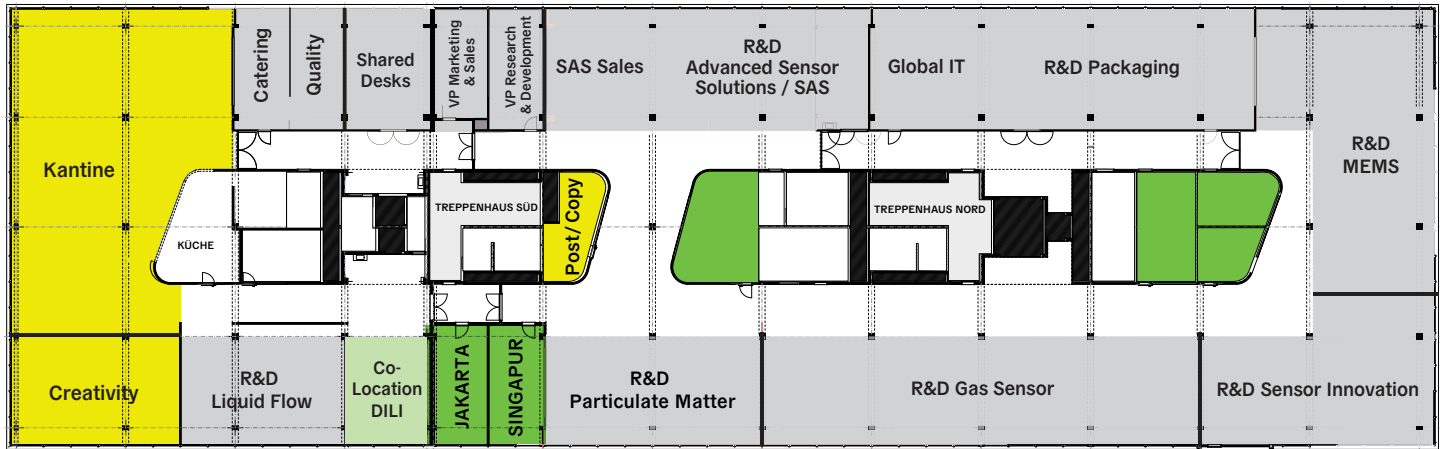 Catering
Quality
Shared
Desks
VP Marketing
& Sales
VP Research
& Development
SAS Sales
R&D
Advanced Sensor
Solutions / SAS
Global IT
R&D Packaging
Kantine
R&D
MEMS
KÜCHE
TREPPENHAUS SÜD
Post/Copy
TREPPENHAUS NORD
Creativity
R&D
Liquid Flow
Co-
Location
DILI
JAKARTA
SINGAPUR
R&D
Particulate Matter
R&D Gas Sensor
R&D Sensor Innovation